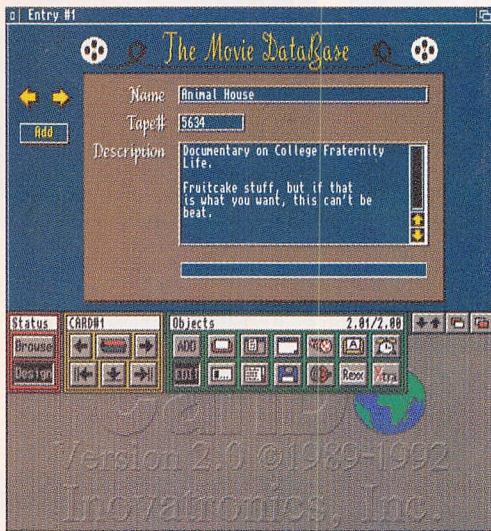 Entry #1
The Movie DataBase
Name Animal House
Tape# 5634
Add
Description Documentary on College Fraternity
Life.
Fruitcake stuff, but if that
is what you want, this can't be
beat.
Status CARD#1 Objects 2.01/2.00
Browse ADD
Design Edit Rexx Xtra
CanDo
Version 2.0 ©1989-1992
Inovatronics, Inc.